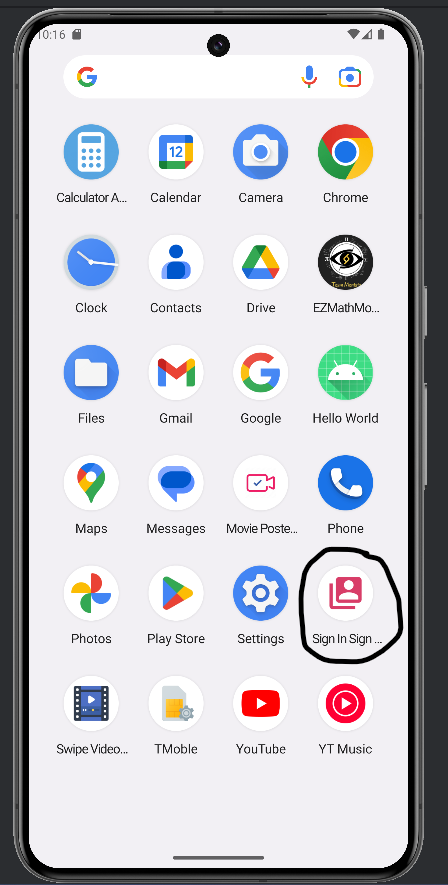 10:16
Calculator A...
Calendar
Camera
Chrome
12
Clock
Contacts
Drive
EZMathMo...
Files
Gmail
Google
Hello World
Maps
Messages
Movie Poste...
Phone
Photos
Play Store
Settings
Sign In Sign ...
Swipe Video...
TMoble
YouTube
YT Music